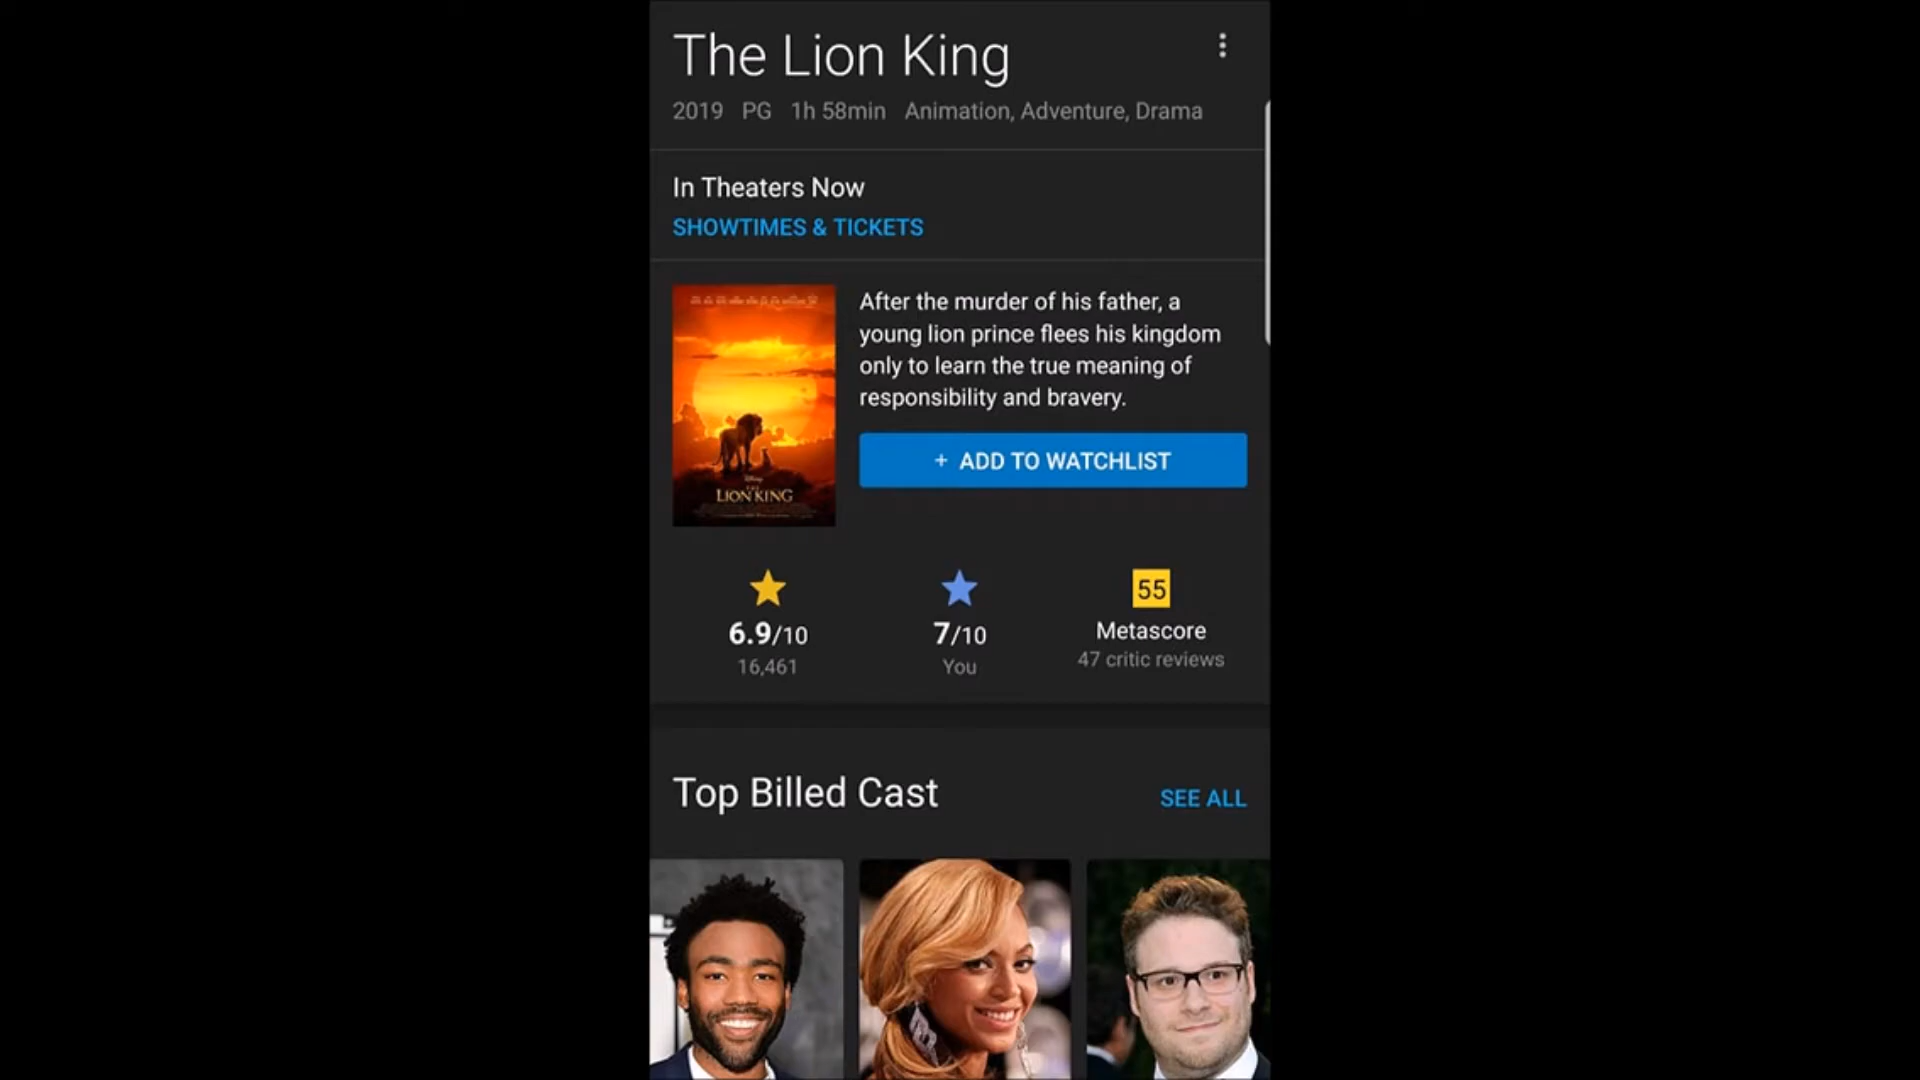 The Lion King
2019 PG 1h 58min Animation, Adventure, Drama
In Theaters Now
SHOWTIMES & TICKETS
After the murder of his father, a
young lion prince flees his kingdom
only to learn the true meaning of
responsibility and bravery.
+ ADD TO WATCHLIST
Disney
THE
LION KING
6.9/10
16,461
7/10
You
55
Metascore
47 critic reviews
Top Billed Cast
SEE ALL